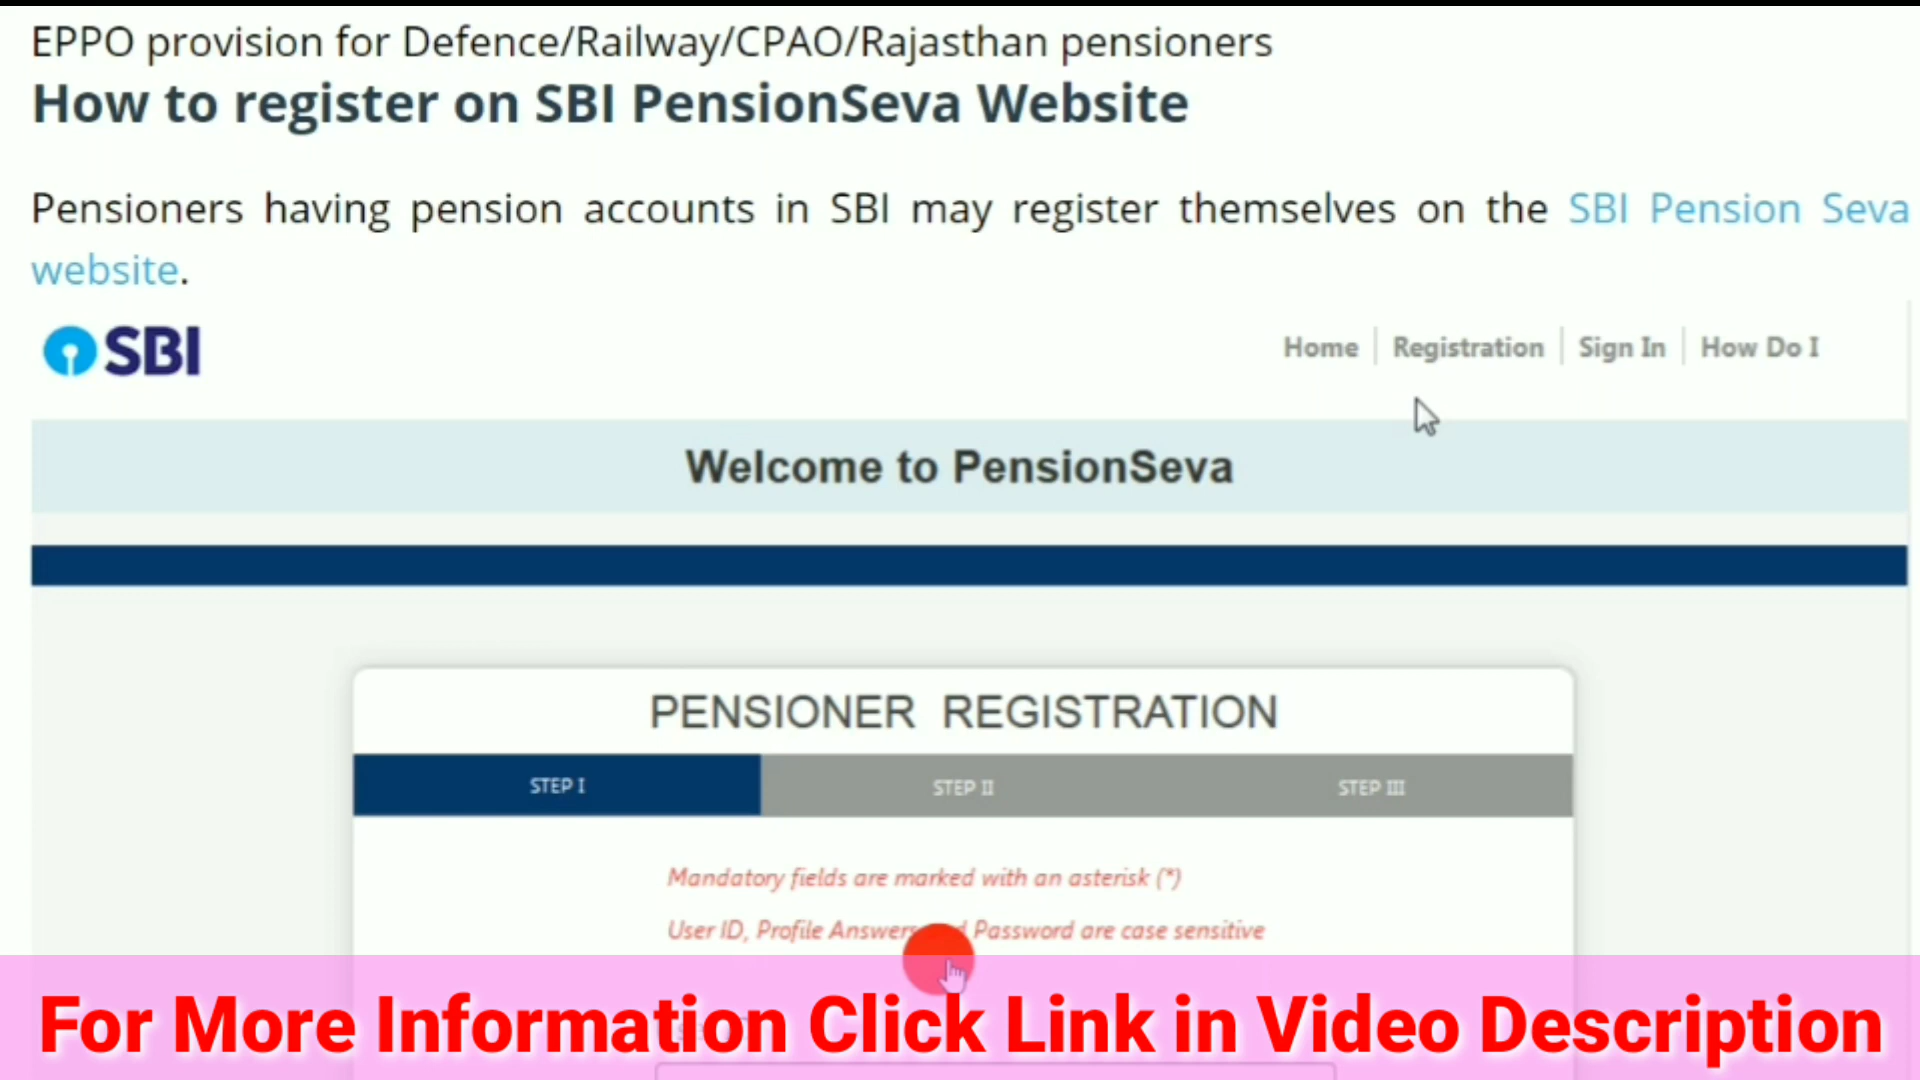 EPPO provision for Defence/Railway/CPAO/Rajasthan pensioners
How to register on SBI PensionSeva Website
Pensioners having pension accounts in SBI may register themselves on the SBI Pension Seva
website.
SBI
Home Registration Sign In How Do I
Welcome to PensionSeva
PENSIONER REGISTRATION
STEP I STEP II STEP III
Mandatory fields are marked with an asterisk (*)
User ID, Profile Answers Password are case sensitive
For More Information Click Link in Video Description